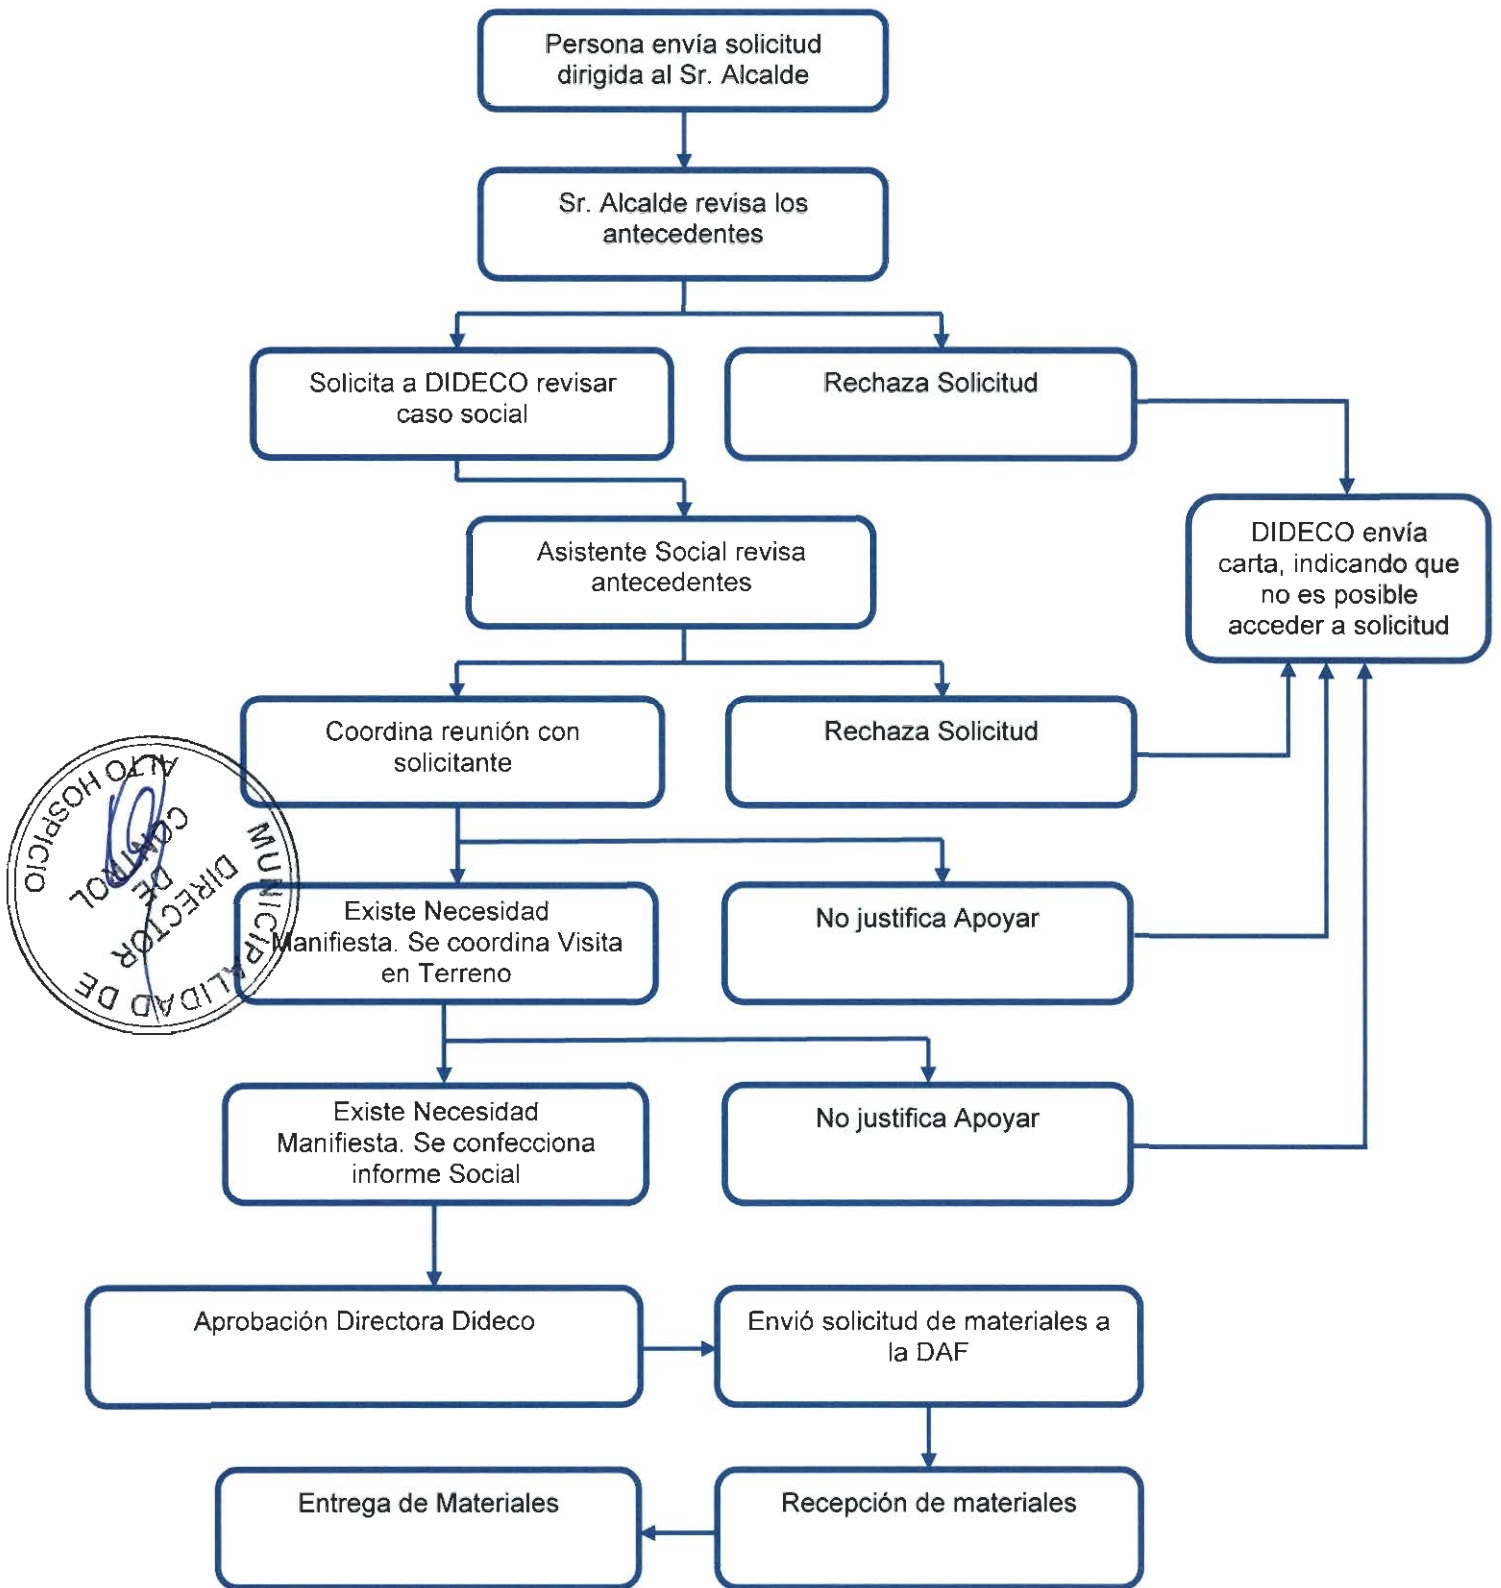 Persona envía solicitud
dirigida al Sr. Alcalde
Sr. Alcalde revisa los
antecedentes
Solicita a DIDECO revisar
caso social
Rechaza Solicitud
DIDECO envía
carta, indicando que
no es posible
acceder a solicitud
Asistente Social revisa
antecedentes
Coordina reunión con
solicitante
Rechaza Solicitud
MUNICIPALIDAD DE
ALTO HOSPICIO
DIRECTOR
DE
CONTROL
Existe Necesidad
Manifiesta. Se coordina Visita
en Terreno
No justifica Apoyar
Existe Necesidad
Manifiesta. Se confecciona
informe Social
No justifica Apoyar
Aprobación Directora Dideco
Envió solicitud de materiales a
la DAF
Entrega de Materiales
Recepción de materiales